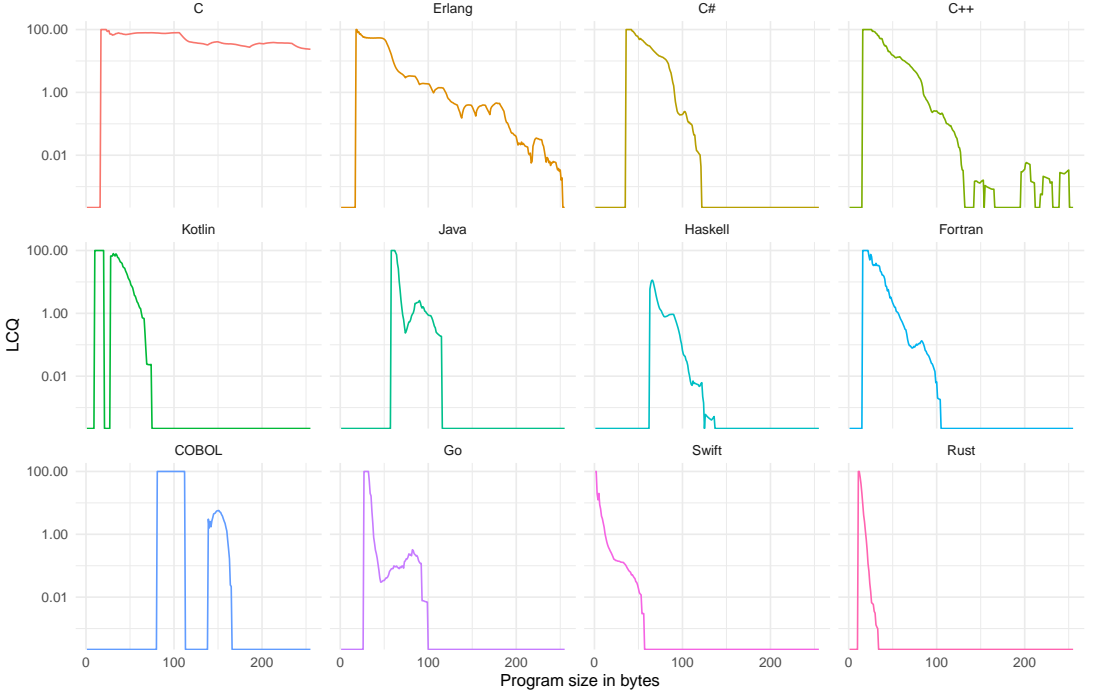 C Erlang C# C++
100.00
1.00
0.01
Kotlin Java Haskell Fortran
100.00
1.00
0.01
LCQ
COBOL Go Swift Rust
100.00
1.00
0.01
0 100 200 0 100 200 0 100 200 0 100 200
Program size in bytes